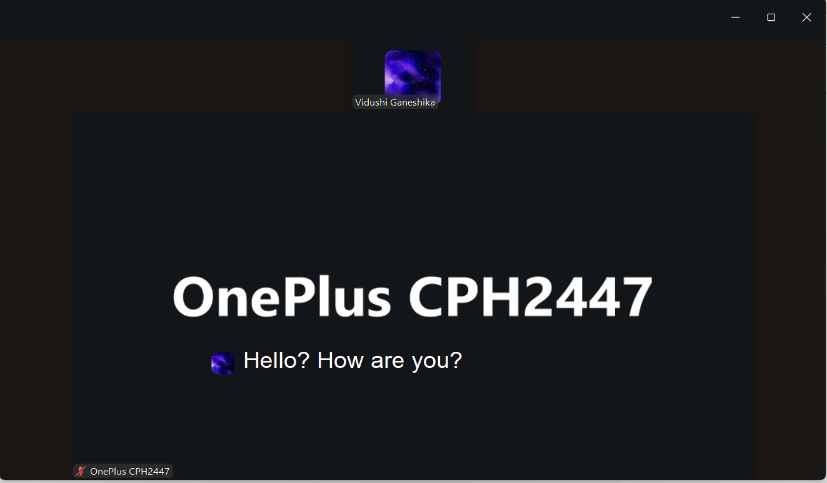 Vidushi Ganeshika
OnePlus CPH2447
Hello? How are you?
OnePlus CPH2447